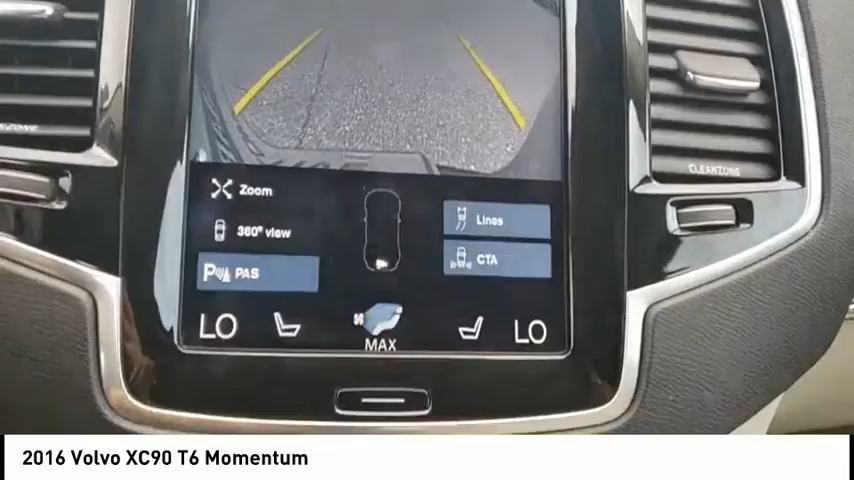 Zoom
360° view
PAS
Lines
CTA
LO
MAX
LO
CLEANZONE
2016 Volvo XC90 T6 Momentum